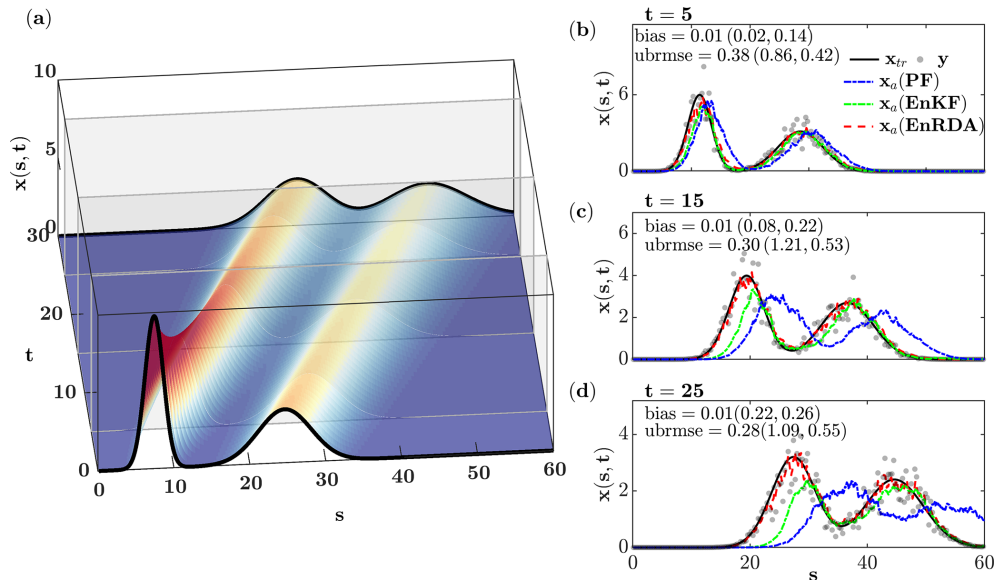 (a)
10
5
0
x(s, t)
30
20
10
0
t
0
10
20
30
40
50
60
s
(b)
t = 5
bias = 0.01 (0.02, 0.14)
ubrmse = 0.38 (0.86, 0.42)
x_tr y
x_a(PF)
x_a(EnKF)
x_a(EnRDA)
6
0
x(s, t)
(c)
t = 15
bias = 0.01 (0.08, 0.22)
ubrmse = 0.30 (1.21, 0.53)
6
4
2
0
x(s, t)
(d)
t = 25
bias = 0.01(0.22, 0.26)
ubrmse = 0.28(1.09, 0.55)
4
2
0
x(s, t)
0
20
40
60
s